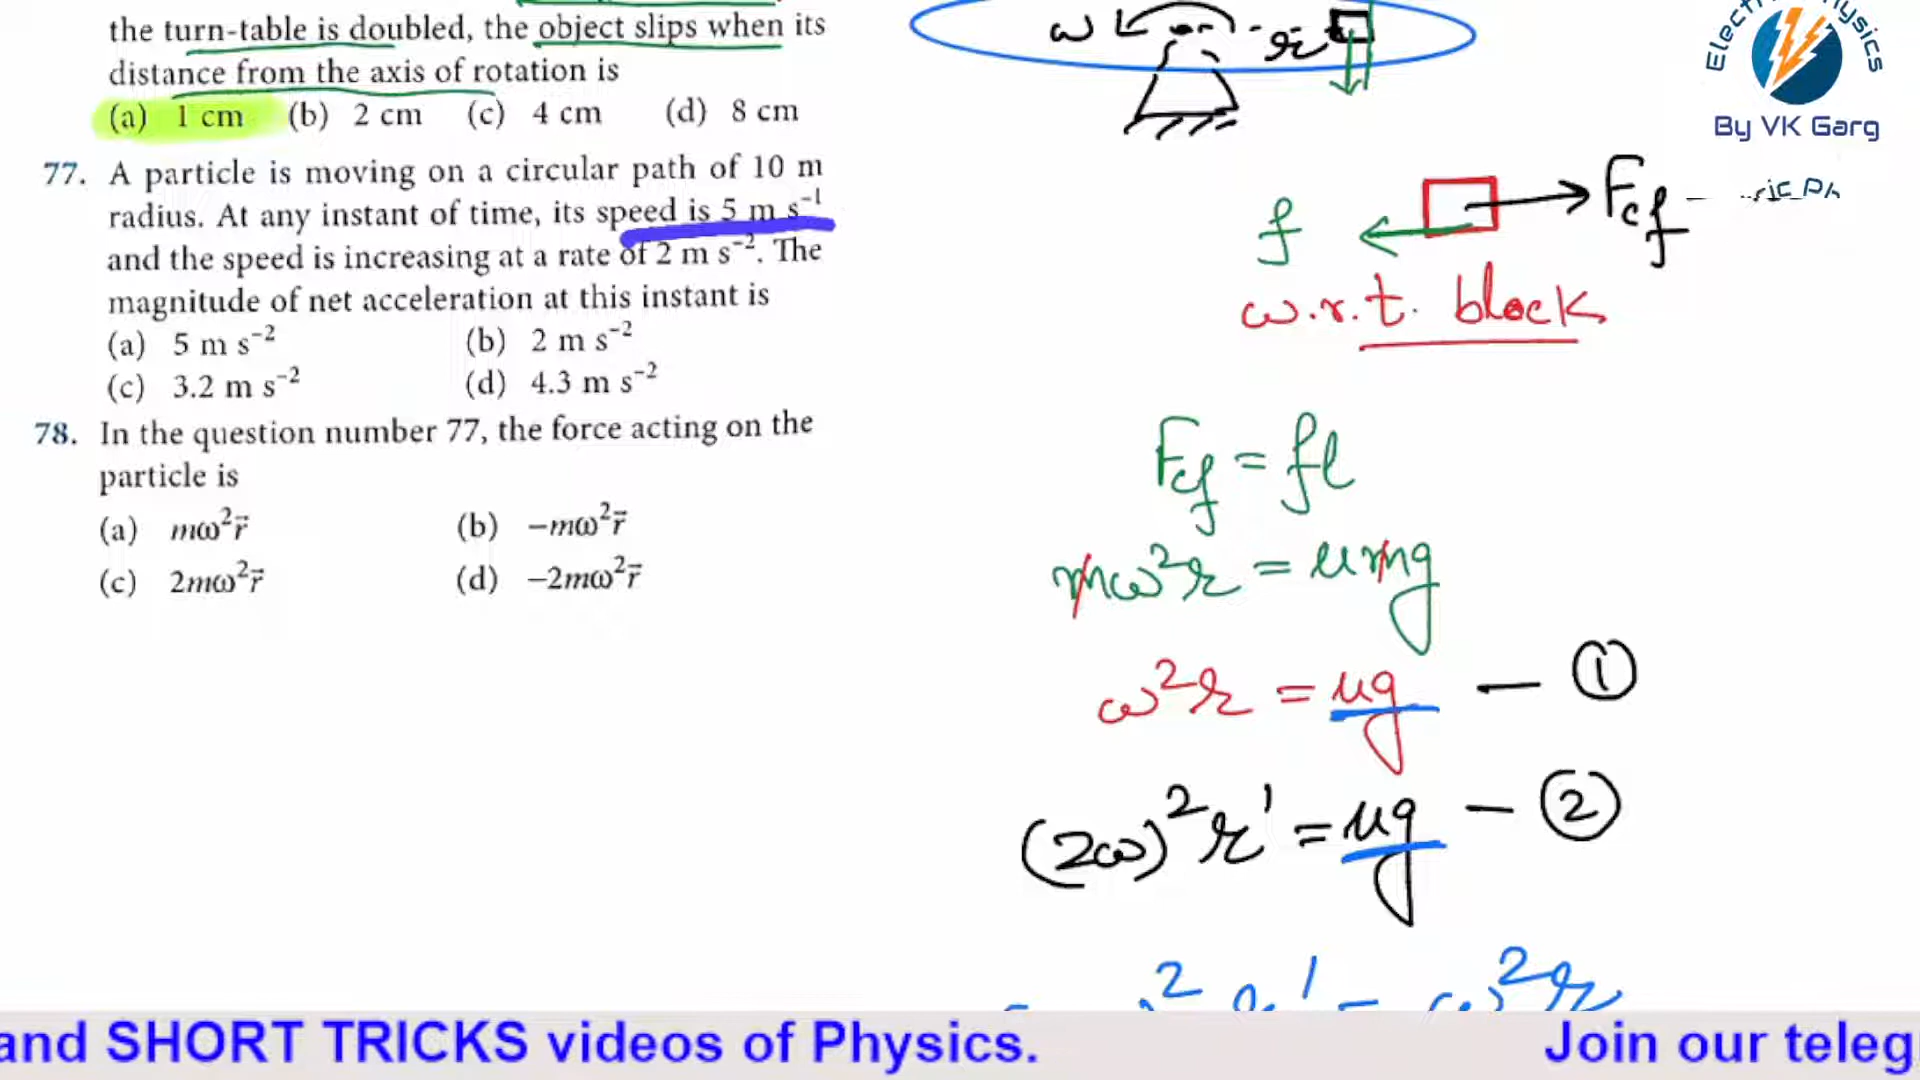 the turn-table is doubled, the object slips when its
distance from the axis of rotation is
(a) 1 cm (b) 2 cm (c) 4 cm (d) 8 cm
77. A particle is moving on a circular path of 10 m
radius. At any instant of time, its speed is 5 m s⁻¹
and the speed is increasing at a rate of 2 m s⁻². The
magnitude of net acceleration at this instant is
(a) 5 m s⁻² (b) 2 m s⁻²
(c) 3.2 m s⁻² (d) 4.3 m s⁻²
78. In the question number 77, the force acting on the
particle is
(a) mω²r⃗ (b) −mω²r⃗
(c) 2mω²r⃗ (d) −2mω²r⃗
ω r
By VK Garg
f F_cf
w.r.t. block
F_cf = fl
mω²r = μmg
ω²r = μg — ①
(2ω)²r' = μg — ②
and SHORT TRICKS videos of Physics. Join our teleg